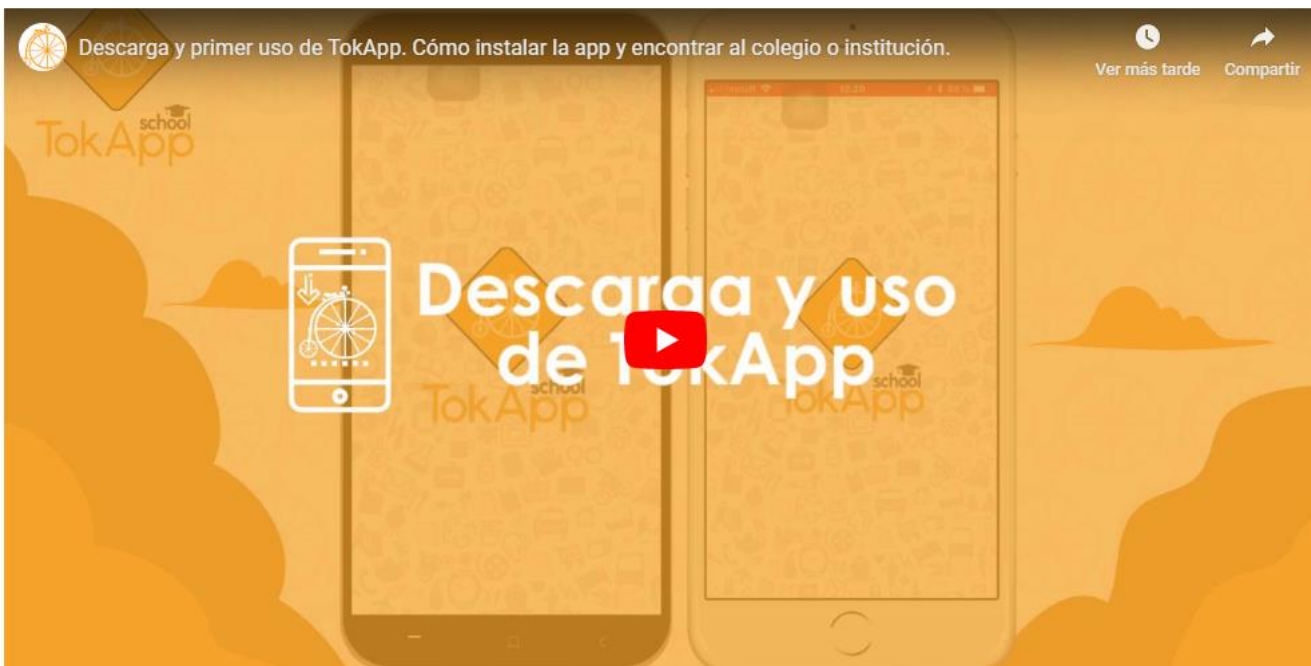 Descarga y primer uso de TokApp. Cómo instalar la app y encontrar al colegio o institución.
Ver más tarde
Compartir
school
TokApp
Descarga y uso
de TokApp
school
TokApp
school
TokApp